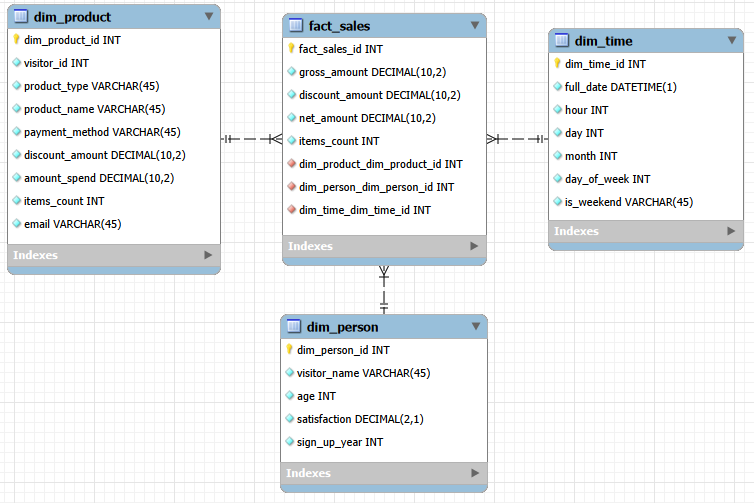 dim_product
dim_product_id INT
visitor_id INT
product_type VARCHAR(45)
product_name VARCHAR(45)
payment_method VARCHAR(45)
discount_amount DECIMAL(10,2)
amount_spend DECIMAL(10,2)
items_count INT
email VARCHAR(45)
Indexes
fact_sales
fact_sales_id INT
gross_amount DECIMAL(10,2)
discount_amount DECIMAL(10,2)
net_amount DECIMAL(10,2)
items_count INT
dim_product_dim_product_id INT
dim_person_dim_person_id INT
dim_time_dim_time_id INT
Indexes
dim_time
dim_time_id INT
full_date DATETIME(1)
hour INT
day INT
month INT
day_of_week INT
is_weekend VARCHAR(45)
Indexes
dim_person
dim_person_id INT
visitor_name VARCHAR(45)
age INT
satisfaction DECIMAL(2,1)
sign_up_year INT
Indexes